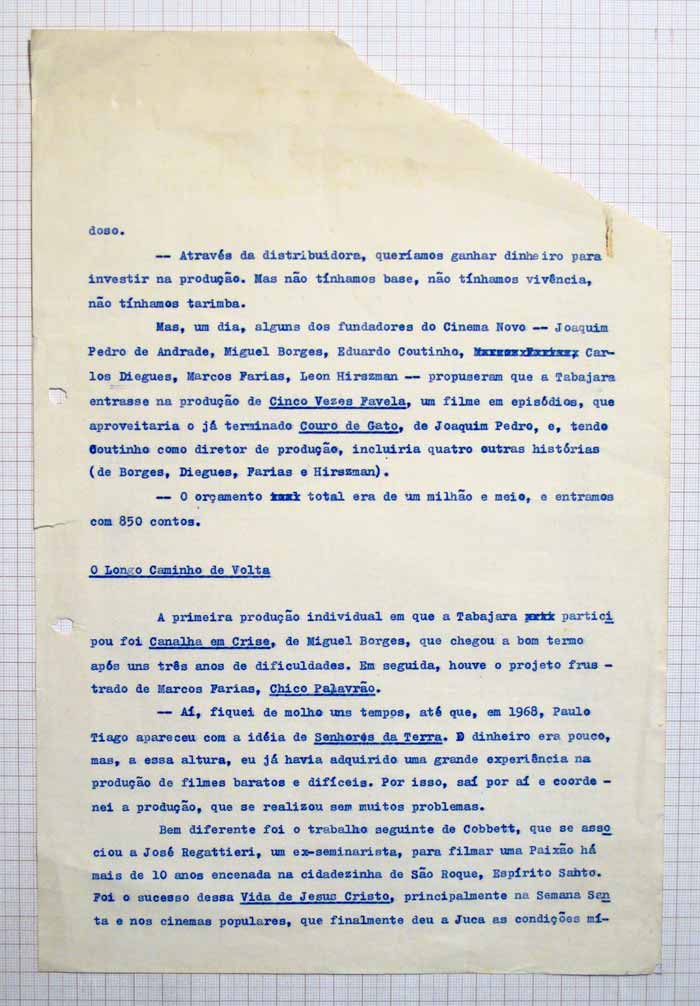 doso.
-- Através da distribuidora, queríamos ganhar dinheiro para
investir na produção. Mas não tínhamos base, não tínhamos vivência,
não tínhamos tarimba.
Mas, um dia, alguns dos fundadores do Cinema Novo -- Joaquim
Pedro de Andrade, Miguel Borges, Eduardo Coutinho, Car-
los Diegues, Marcos Farias, Leon Hirszman -- propuseram que a Tabajara
entrasse na produção de Cinco Vezes Favela, um filme em episódios, que
aproveitaria o já terminado Couro de Gato, de Joaquim Pedro, e, tendo
Coutinho como diretor de produção, incluiria quatro outras histórias
(de Borges, Diegues, Farias e Hirszman).
-- O orçamento total era de um milhão e meio, e entramos
com 850 contos.
O Longo Caminho de Volta
A primeira produção individual em que a Tabajara partici
pou foi Canalha em Crise, de Miguel Borges, que chegou a bom termo
após uns três anos de dificuldades. Em seguida, houve o projeto frus -
trado de Marcos Farias, Chico Palavrão.
-- Aí, fiquei de molho uns tempos, até que, em 1968, Paulo
Tiago apareceu com a idéia de Senhores da Terra. O dinheiro era pouco,
mas, a essa altura, eu já havia adquirido uma grande experiência na
produção de filmes baratos e difíceis. Por isso, saí por aí e coorde -
nei a produção, que se realizou sem muitos problemas.
Bem diferente foi o trabalho seguinte de Cobbett, que se asso
ciou a José Regattieri, um ex-seminarista, para filmar uma Paixão há
mais de 10 anos encenada na cidadezinha de São Roque, Espírito Santo.
Foi o sucesso dessa Vida de Jesus Cristo, principalmente na Semana San
ta e nos cinemas populares, que finalmente deu a Juca as condições mí-